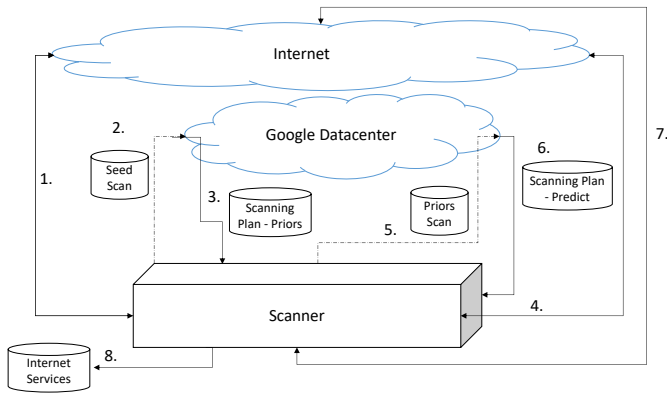 Internet
2.
Google Datacenter
7.
6.
Seed
Scan
1.
3.
Scanning
Plan - Priors
Priors
Scan
Scanning Plan
- Predict
5.
4.
Scanner
8.
Internet
Services